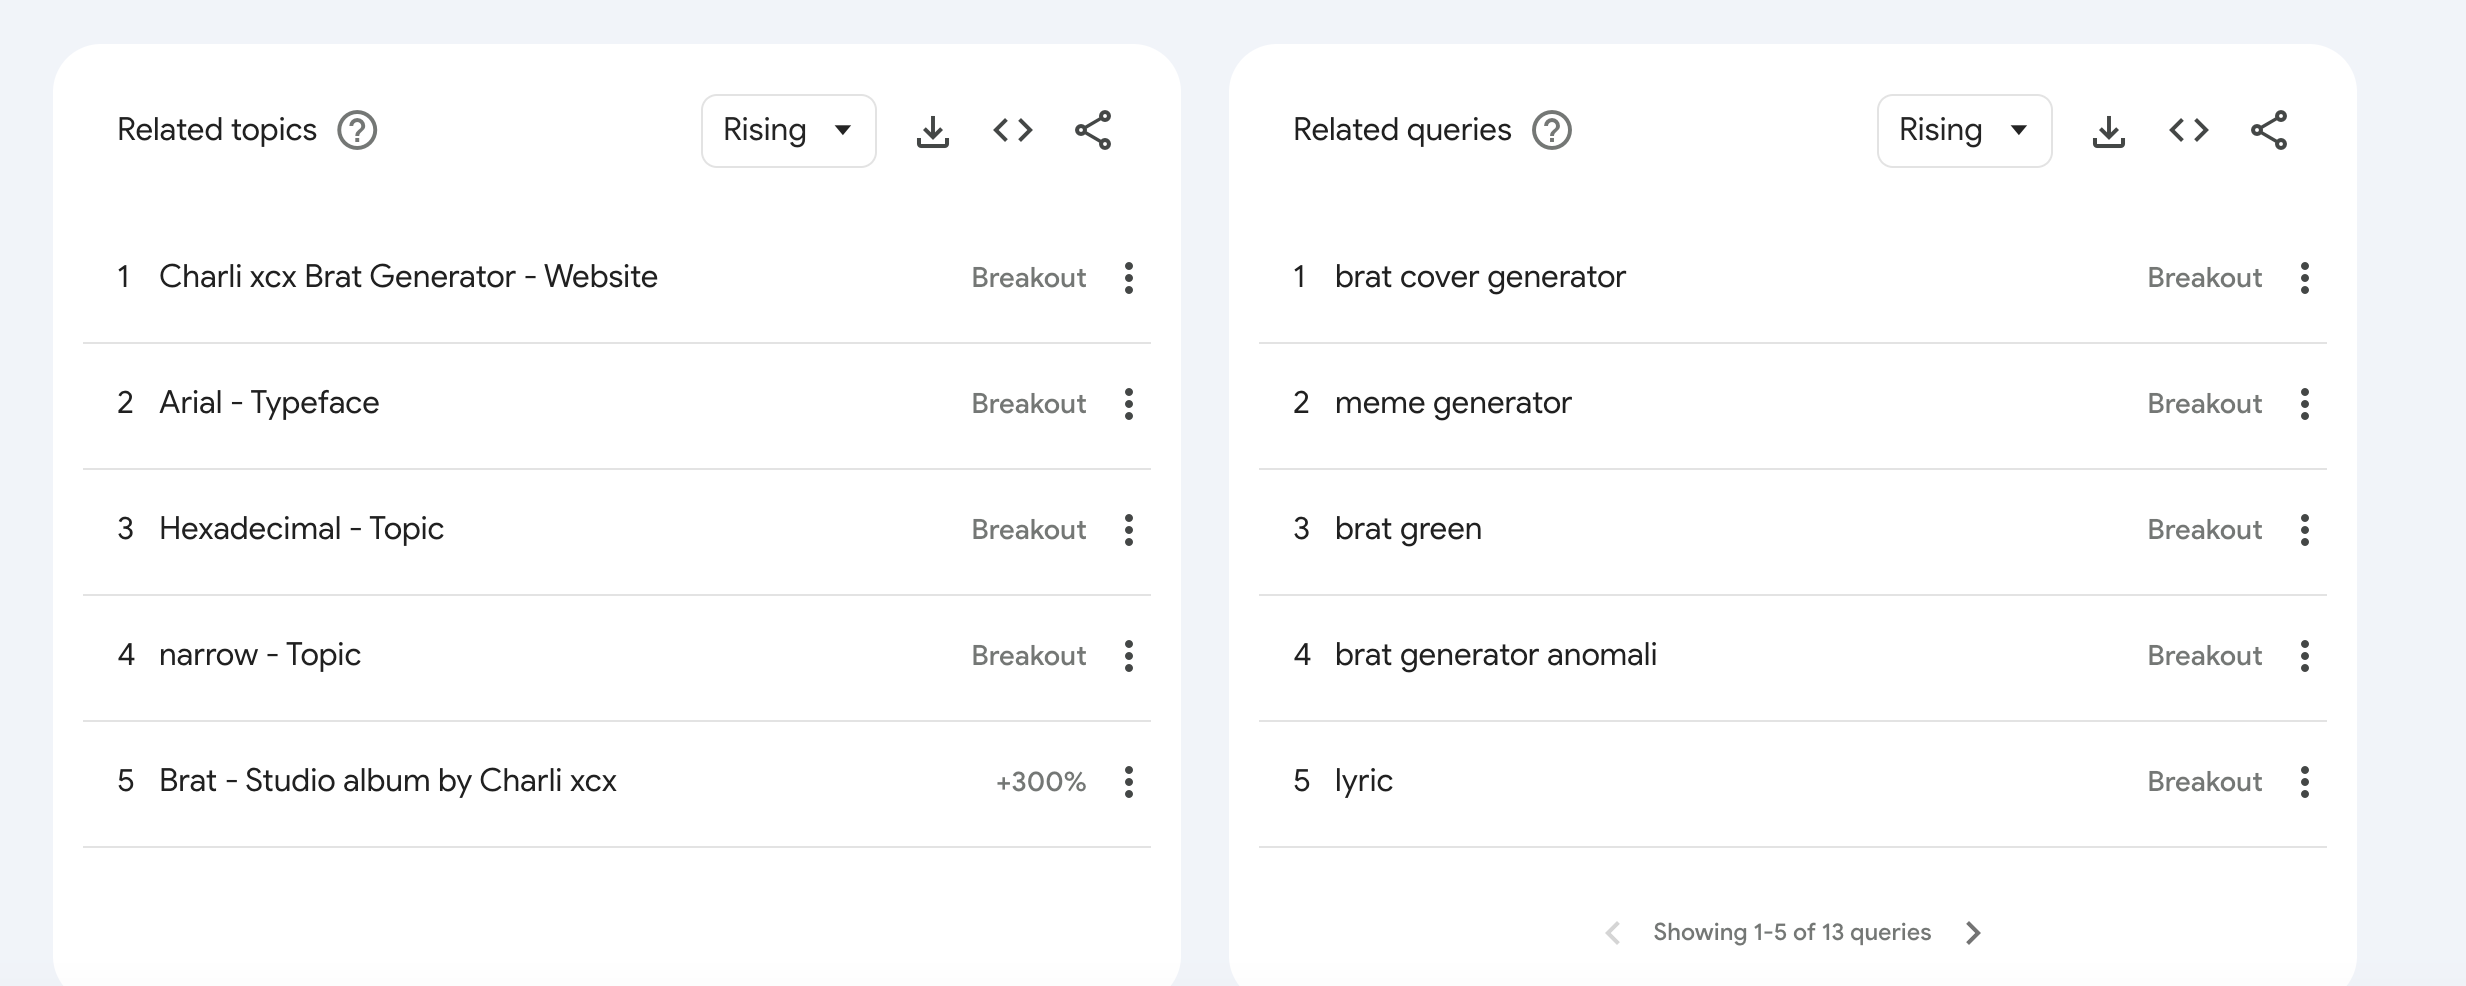 Related topics
Rising
1 Charli xcx Brat Generator - Website Breakout
2 Arial - Typeface Breakout
3 Hexadecimal - Topic Breakout
4 narrow - Topic Breakout
5 Brat - Studio album by Charli xcx +300%
Related queries
Rising
1 brat cover generator Breakout
2 meme generator Breakout
3 brat green Breakout
4 brat generator anomali Breakout
5 lyric Breakout
Showing 1-5 of 13 queries